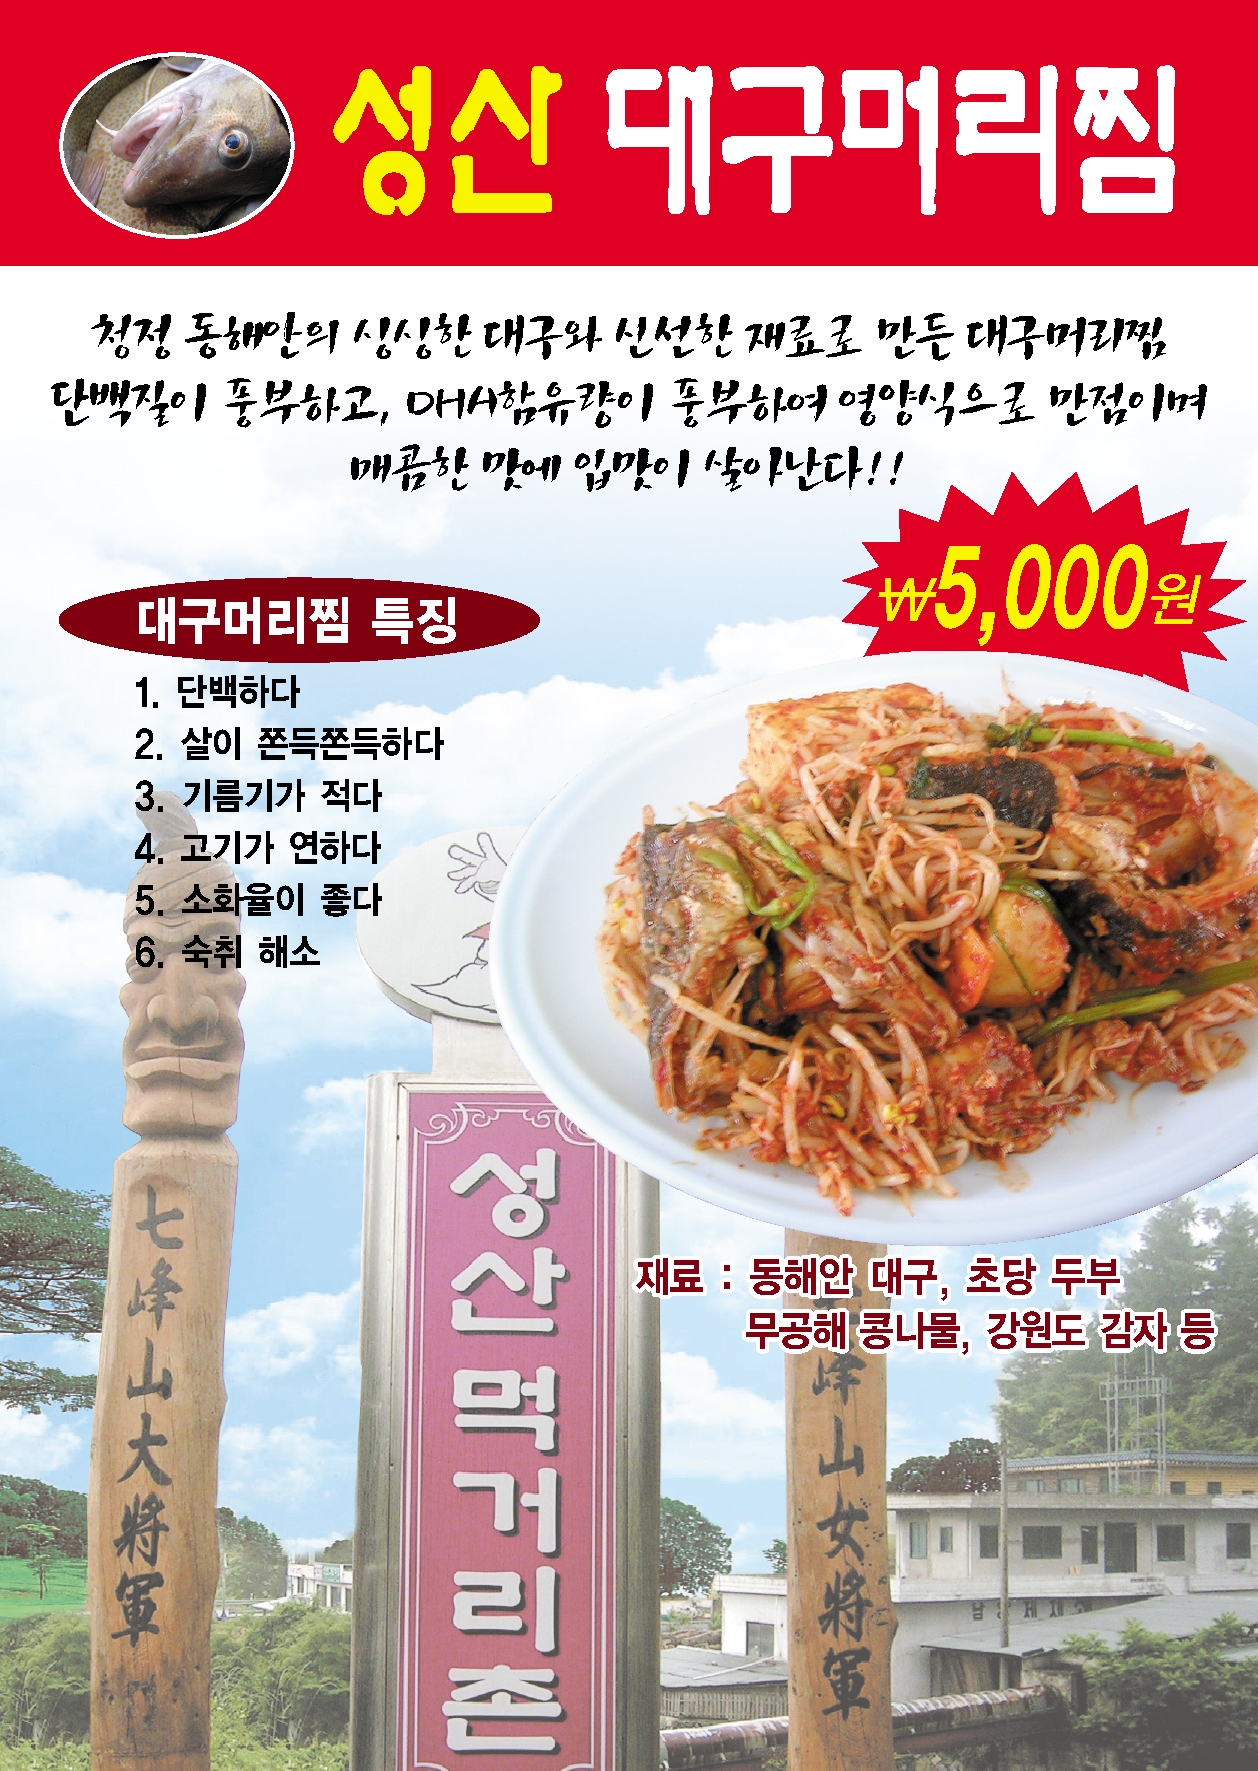 성산 대구머리찜
청정 동해안의 싱싱한 대구와 신선한 재료로 만든 대구머리찜
단백질이 풍부하고, DHA함유량이 풍부하여 영양식으로 만점이며
매콤한 맛에 입맛이 살아난다!!
₩5,000원
대구머리찜 특징
1. 단백하다
2. 살이 쫀득쫀득하다
3. 기름기가 적다
4. 고기가 연하다
5. 소화율이 좋다
6. 숙취 해소
재료 : 동해안 대구, 초당 두부
무공해 콩나물, 강원도 감자 등
七峰山大將軍
성산먹거리촌
峰山女將軍